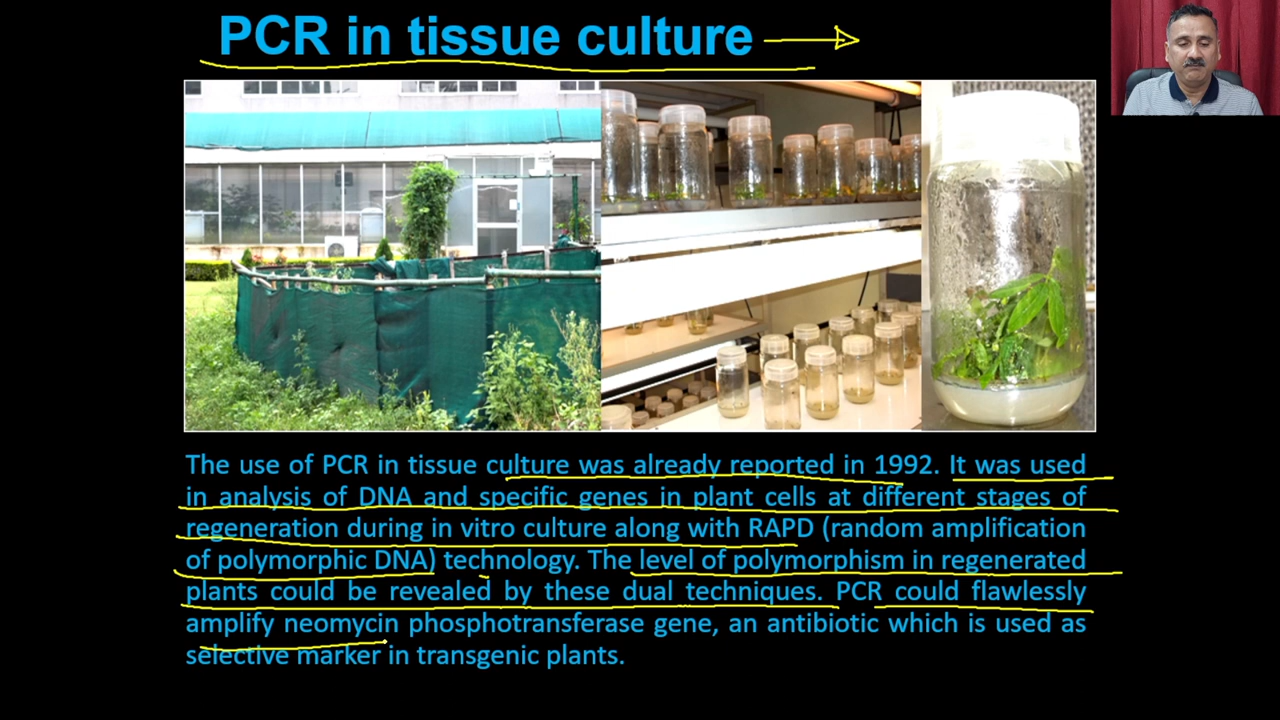 PCR in tissue culture
The use of PCR in tissue culture was already reported in 1992. It was used
in analysis of DNA and specific genes in plant cells at different stages of
regeneration during in vitro culture along with RAPD (random amplification
of polymorphic DNA) technology. The level of polymorphism in regenerated
plants could be revealed by these dual techniques. PCR could flawlessly
amplify neomycin phosphotransferase gene, an antibiotic which is used as
selective marker in transgenic plants.